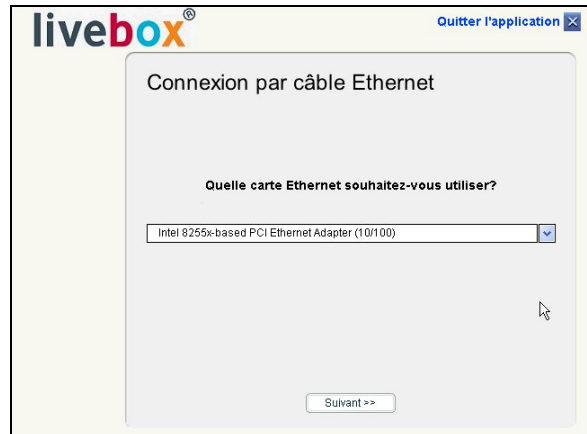 livebox®
Quitter l'application
Connexion par câble Ethernet
Quelle carte Ethernet souhaitez-vous utiliser?
Intel 8255x-based PCI Ethernet Adapter (10/100)
Suivant >>